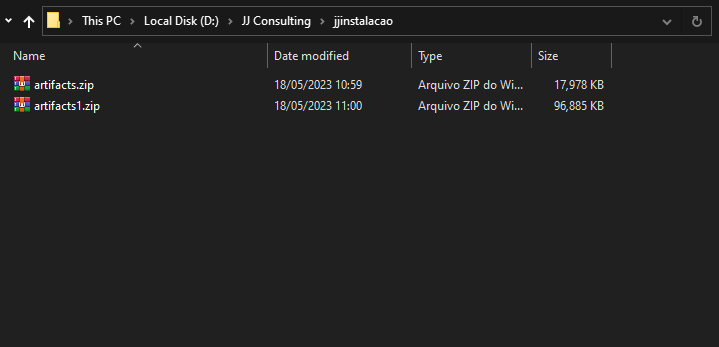 This PC > Local Disk (D:) > JJ Consulting > jjinstalacao
Name Date modified Type Size
artifacts.zip 18/05/2023 10:59 Arquivo ZIP do Wi... 17,978 KB
artifacts1.zip 18/05/2023 11:00 Arquivo ZIP do Wi... 96,885 KB